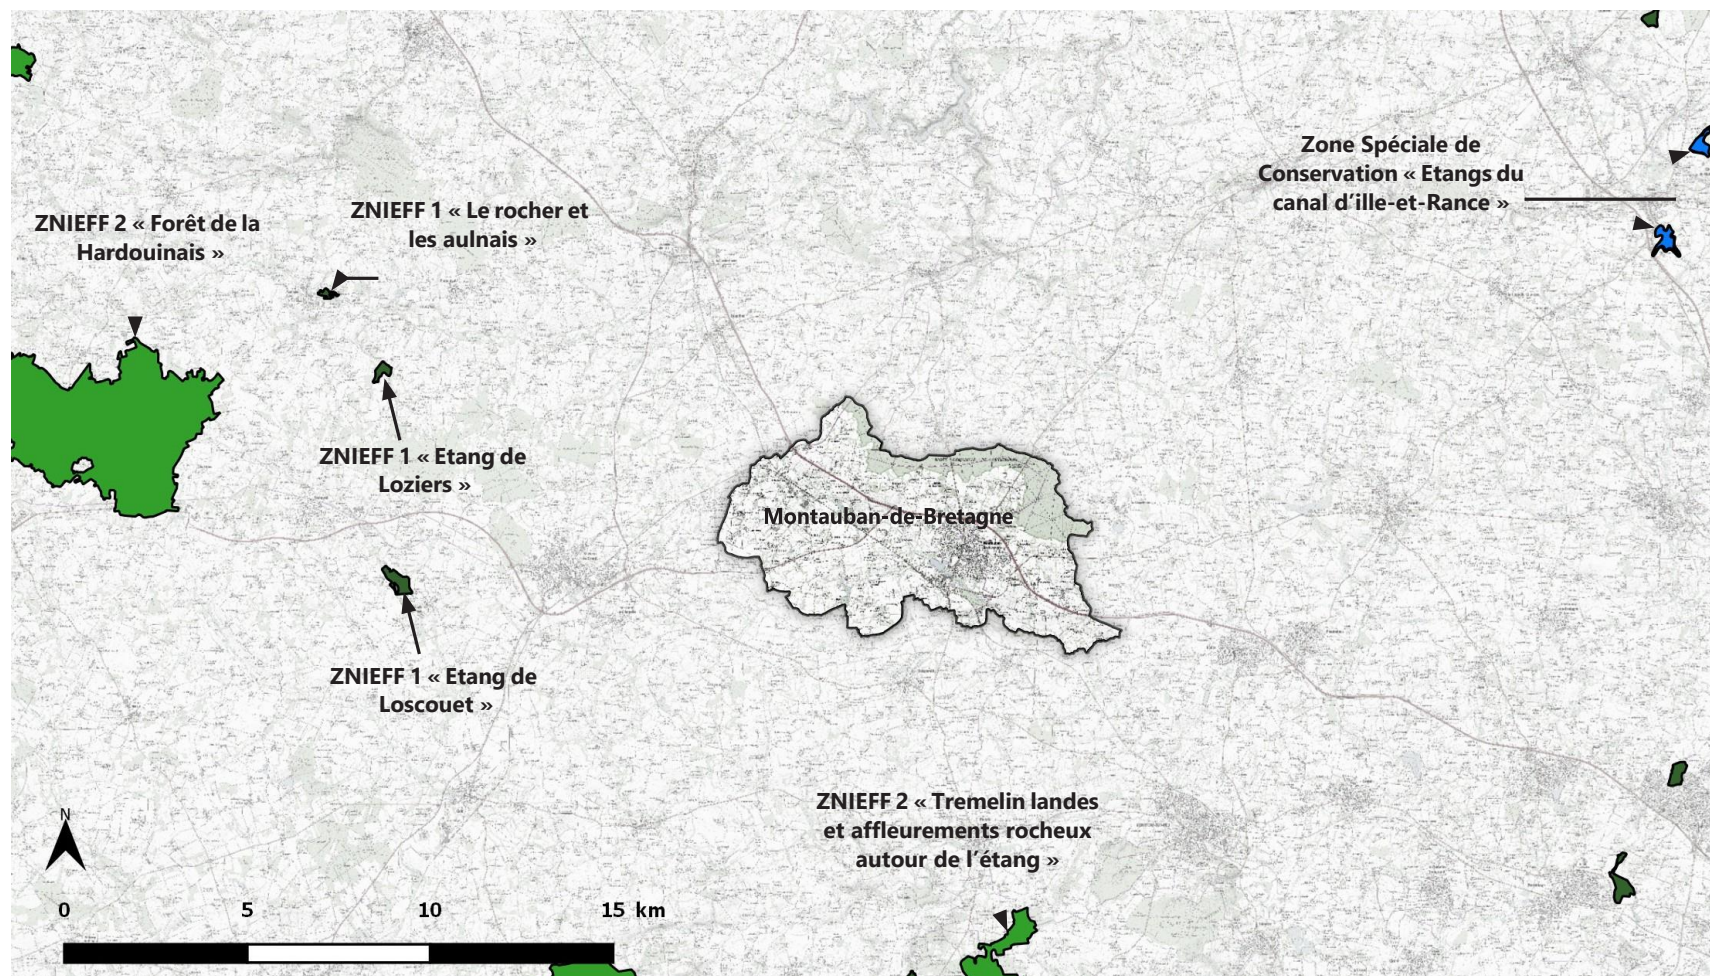 Zone Spéciale de
Conservation « Etangs du
canal d’ille-et-Rance »
ZNIEFF 2 « Forêt de la
Hardouinais »
ZNIEFF 1 « Le rocher et
les aulnais »
ZNIEFF 1 « Etang de
Loziers »
Montauban-de-Bretagne
ZNIEFF 1 « Etang de
Loscouet »
ZNIEFF 2 « Tremelin landes
et affleurements rocheux
autour de l’étang »
N
0 5 10 15 km